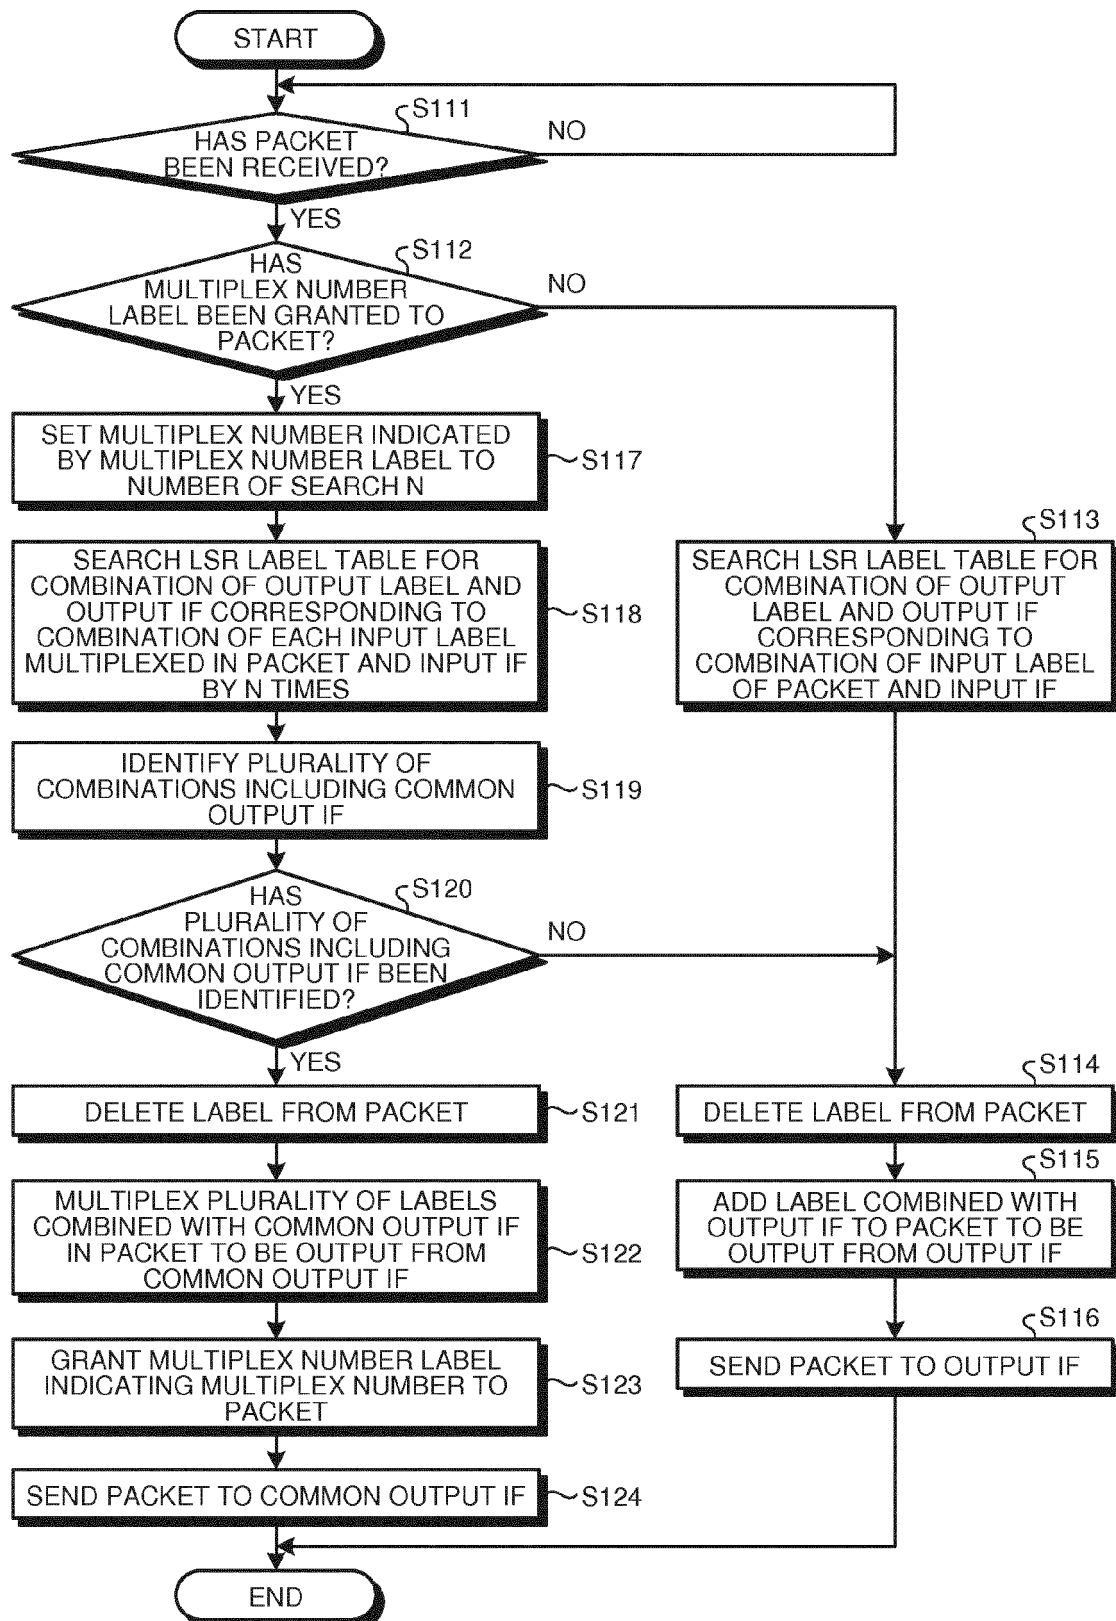 START
S111
HAS PACKET
BEEN RECEIVED?
NO
YES
S112
HAS
MULTIPLEX NUMBER
LABEL BEEN GRANTED TO
PACKET?
NO
YES
SET MULTIPLEX NUMBER INDICATED
BY MULTIPLEX NUMBER LABEL TO
NUMBER OF SEARCH N
S117
SEARCH LSR LABEL TABLE FOR
COMBINATION OF OUTPUT LABEL AND
OUTPUT IF CORRESPONDING TO
COMBINATION OF EACH INPUT LABEL
MULTIPLEXED IN PACKET AND INPUT IF
BY N TIMES
S118
S113
SEARCH LSR LABEL TABLE FOR
COMBINATION OF OUTPUT
LABEL AND OUTPUT IF
CORRESPONDING TO
COMBINATION OF INPUT LABEL
OF PACKET AND INPUT IF
IDENTIFY PLURALITY OF
COMBINATIONS INCLUDING COMMON
OUTPUT IF
S119
S120
HAS
PLURALITY OF
COMBINATIONS INCLUDING
COMMON OUTPUT IF BEEN
IDENTIFIED?
NO
YES
DELETE LABEL FROM PACKET
S121
S114
DELETE LABEL FROM PACKET
MULTIPLEX PLURALITY OF LABELS
COMBINED WITH COMMON OUTPUT IF
IN PACKET TO BE OUTPUT FROM
COMMON OUTPUT IF
S122
S115
ADD LABEL COMBINED WITH
OUTPUT IF TO PACKET TO BE
OUTPUT FROM OUTPUT IF
GRANT MULTIPLEX NUMBER LABEL
INDICATING MULTIPLEX NUMBER TO
PACKET
S123
S116
SEND PACKET TO OUTPUT IF
SEND PACKET TO COMMON OUTPUT IF
S124
END